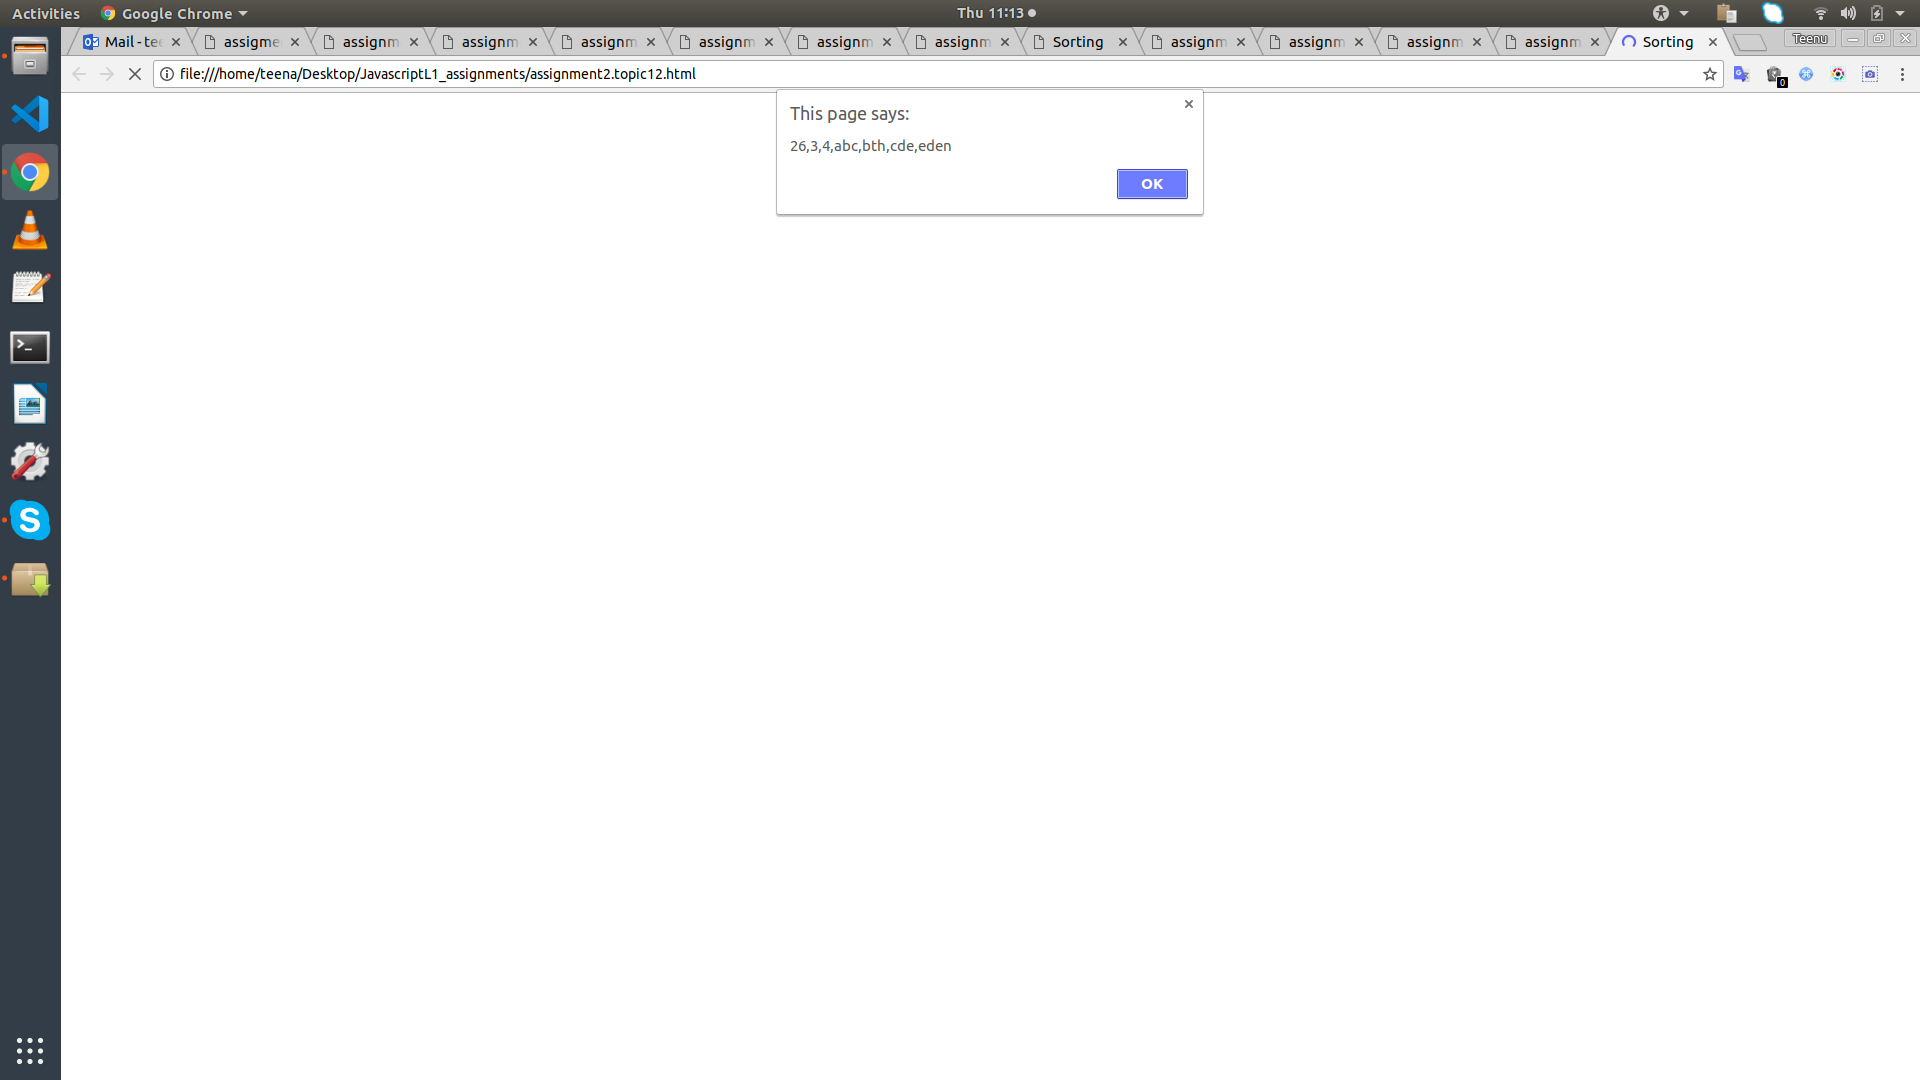 Activities Google Chrome Thu 11:13
Mail - tee assigme assignm assignm assignm assignm assignm assignm Sorting assignm assignm assignm assignm Sorting Teenu
file:///home/teena/Desktop/JavascriptL1_assignments/assignment2.topic12.html 0
This page says:
26,3,4,abc,bth,cde,eden
OK